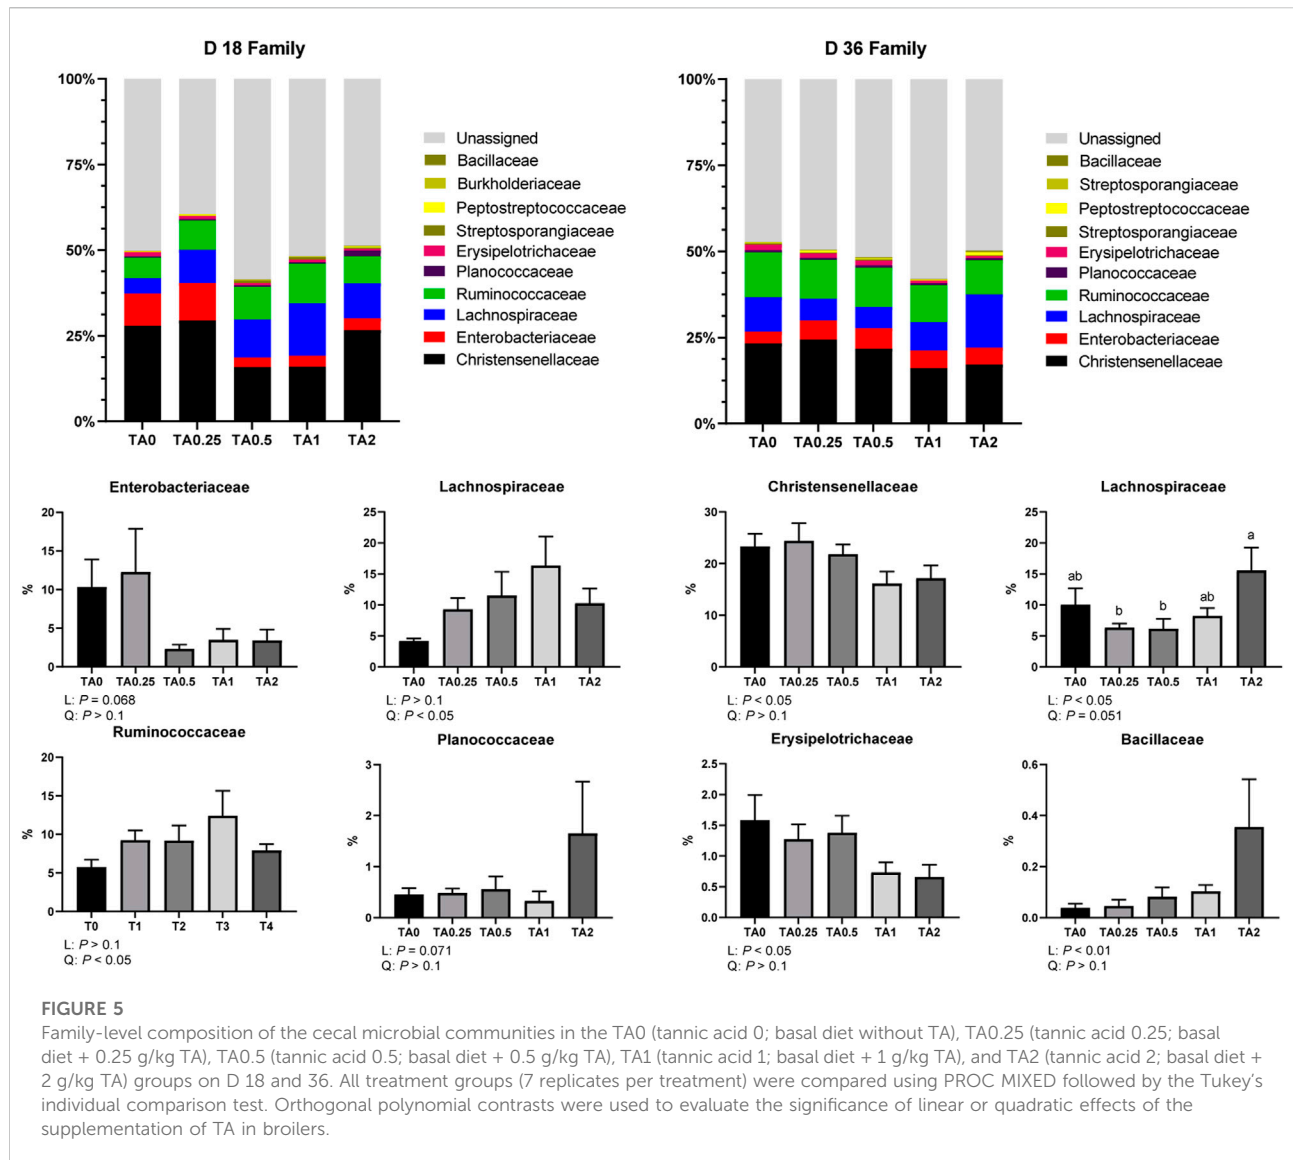 D 18 Family
100%
75%
50%
25%
0%
TA0 TA0.25 TA0.5 TA1 TA2
Unassigned
Bacillaceae
Burkholderiaceae
Peptostreptococcaceae
Streptosporangiaceae
Erysipelotrichaceae
Planococcaceae
Ruminococcaceae
Lachnospiraceae
Enterobacteriaceae
Christensenellaceae
D 36 Family
100%
75%
50%
25%
0%
TA0 TA0.25 TA0.5 TA1 TA2
Unassigned
Bacillaceae
Streptosporangiaceae
Peptostreptococcaceae
Streptosporangiaceae
Erysipelotrichaceae
Planococcaceae
Ruminococcaceae
Lachnospiraceae
Enterobacteriaceae
Christensenellaceae
Enterobacteriaceae
%
20
15
10
5
0
TA0 TA0.25 TA0.5 TA1 TA2
L: P = 0.068
Q: P > 0.1
Lachnospiraceae
%
25
20
15
10
5
0
TA0 TA0.25 TA0.5 TA1 TA2
L: P > 0.1
Q: P < 0.05
Christensenellaceae
%
30
20
10
0
TA0 TA0.25 TA0.5 TA1 TA2
L: P < 0.05
Q: P > 0.1
Lachnospiraceae
%
25
20
15
10
5
0
ab b b ab a
TA0 TA0.25 TA0.5 TA1 TA2
L: P < 0.05
Q: P = 0.051
Ruminococcaceae
%
20
15
10
5
0
T0 T1 T2 T3 T4
L: P > 0.1
Q: P < 0.05
Planococcaceae
%
3
2
1
0
TA0 TA0.25 TA0.5 TA1 TA2
L: P = 0.071
Q: P > 0.1
Erysipelotrichaceae
%
2.5
2.0
1.5
1.0
0.5
0.0
TA0 TA0.25 TA0.5 TA1 TA2
L: P < 0.05
Q: P > 0.1
Bacillaceae
%
0.6
0.4
0.2
0.0
TA0 TA0.25 TA0.5 TA1 TA2
L: P < 0.01
Q: P > 0.1
FIGURE 5
Family-level composition of the cecal microbial communities in the TA0 (tannic acid 0; basal diet without TA), TA0.25 (tannic acid 0.25; basal
diet + 0.25 g/kg TA), TA0.5 (tannic acid 0.5; basal diet + 0.5 g/kg TA), TA1 (tannic acid 1; basal diet + 1 g/kg TA), and TA2 (tannic acid 2; basal diet +
2 g/kg TA) groups on D 18 and 36. All treatment groups (7 replicates per treatment) were compared using PROC MIXED followed by the Tukey's
individual comparison test. Orthogonal polynomial contrasts were used to evaluate the significance of linear or quadratic effects of the
supplementation of TA in broilers.